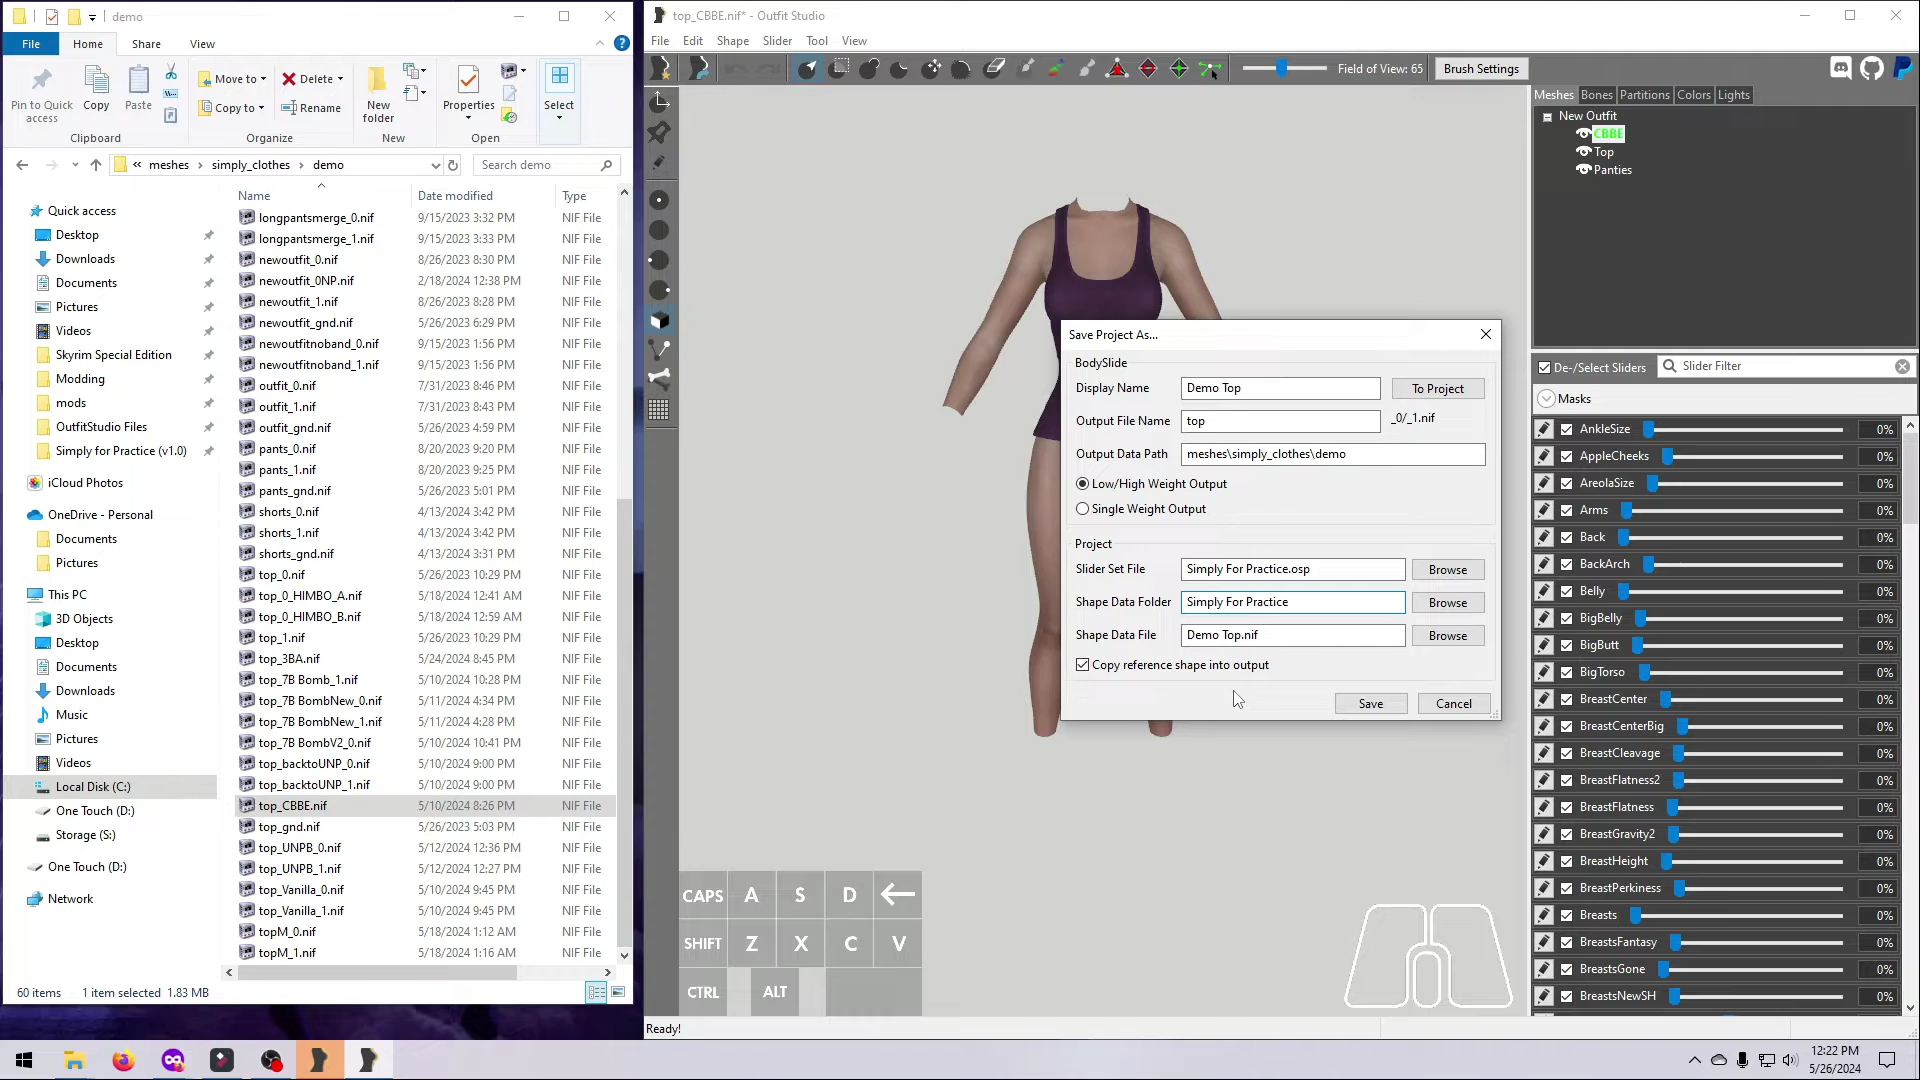 demo
File Home Share View
Pin to Quick access
Copy
Paste
Clipboard
Move to
Copy to
Delete
Rename
Organize
New folder
New
Properties
Open
Select
« meshes › simply_clothes › demo
Search demo
Quick access
Desktop
Downloads
Documents
Pictures
Videos
Skyrim Special Edition
Modding
mods
OutfitStudio Files
Simply for Practice (v1.0)
iCloud Photos
OneDrive - Personal
Documents
Pictures
This PC
3D Objects
Desktop
Documents
Downloads
Music
Pictures
Videos
Local Disk (C:)
One Touch (D:)
Storage (S:)
One Touch (D:)
Network
Name Date modified Type
longpantsmerge_0.nif 9/15/2023 3:32 PM NIF File
longpantsmerge_1.nif 9/15/2023 3:33 PM NIF File
newoutfit_0.nif 8/26/2023 8:30 PM NIF File
newoutfit_0NP.nif 2/18/2024 12:38 PM NIF File
newoutfit_1.nif 8/26/2023 8:28 PM NIF File
newoutfit_gnd.nif 5/26/2023 6:29 PM NIF File
newoutfitnoband_0.nif 9/15/2023 1:56 PM NIF File
newoutfitnoband_1.nif 9/15/2023 1:56 PM NIF File
outfit_0.nif 7/31/2023 8:46 PM NIF File
outfit_1.nif 7/31/2023 8:43 PM NIF File
outfit_gnd.nif 5/26/2023 4:59 PM NIF File
pants_0.nif 8/20/2023 9:20 PM NIF File
pants_1.nif 8/20/2023 9:25 PM NIF File
pants_gnd.nif 5/26/2023 5:01 PM NIF File
shorts_0.nif 4/13/2024 3:42 PM NIF File
shorts_1.nif 4/13/2024 3:42 PM NIF File
shorts_gnd.nif 4/13/2024 3:31 PM NIF File
top_0.nif 5/26/2023 10:29 PM NIF File
top_0_HIMBO_A.nif 5/18/2024 12:41 AM NIF File
top_0_HIMBO_B.nif 5/18/2024 12:59 AM NIF File
top_1.nif 5/26/2023 10:29 PM NIF File
top_3BA.nif 5/24/2024 8:45 PM NIF File
top_7B Bomb_1.nif 5/10/2024 10:28 PM NIF File
top_7B BombNew_0.nif 5/11/2024 4:34 PM NIF File
top_7B BombNew_1.nif 5/11/2024 4:28 PM NIF File
top_7B BombV2_0.nif 5/10/2024 10:41 PM NIF File
top_backtoUNP_0.nif 5/10/2024 9:00 PM NIF File
top_backtoUNP_1.nif 5/10/2024 9:00 PM NIF File
top_CBBE.nif 5/10/2024 8:26 PM NIF File
top_gnd.nif 5/26/2023 5:03 PM NIF File
top_UNPB_0.nif 5/12/2024 12:36 PM NIF File
top_UNPB_1.nif 5/12/2024 12:27 PM NIF File
top_Vanilla_0.nif 5/10/2024 9:45 PM NIF File
top_Vanilla_1.nif 5/10/2024 9:45 PM NIF File
topM_0.nif 5/18/2024 1:12 AM NIF File
topM_1.nif 5/18/2024 1:16 AM NIF File
60 items 1 item selected 1.83 MB
top_CBBE.nif* - Outfit Studio
File Edit Shape Slider Tool View
Field of View: 65
Brush Settings
Meshes Bones Partitions Colors Lights
New Outfit
CBBE
Top
Panties
De-/Select Sliders
Slider Filter
Masks
AnkleSize 0%
AppleCheeks 0%
AreolaSize 0%
Arms 0%
Back 0%
BackArch 0%
Belly 0%
BigBelly 0%
BigButt 0%
BigTorso 0%
BreastCenter 0%
BreastCenterBig 0%
BreastCleavage 0%
BreastFlatness2 0%
BreastFlatness 0%
BreastGravity2 0%
BreastHeight 0%
BreastPerkiness 0%
Breasts 0%
BreastsFantasy 0%
BreastsGone 0%
BreastsNewSH 0%
Save Project As...
BodySlide
Display Name Demo Top To Project
Output File Name top _0/_1.nif
Output Data Path meshes\simply_clothes\demo
Low/High Weight Output
Single Weight Output
Project
Slider Set File Simply For Practice.osp Browse
Shape Data Folder Simply For Practice Browse
Shape Data File Demo Top.nif Browse
Copy reference shape into output
Save Cancel
CAPS A S D
SHIFT Z X C V
CTRL ALT
Ready!
12:22 PM
5/26/2024